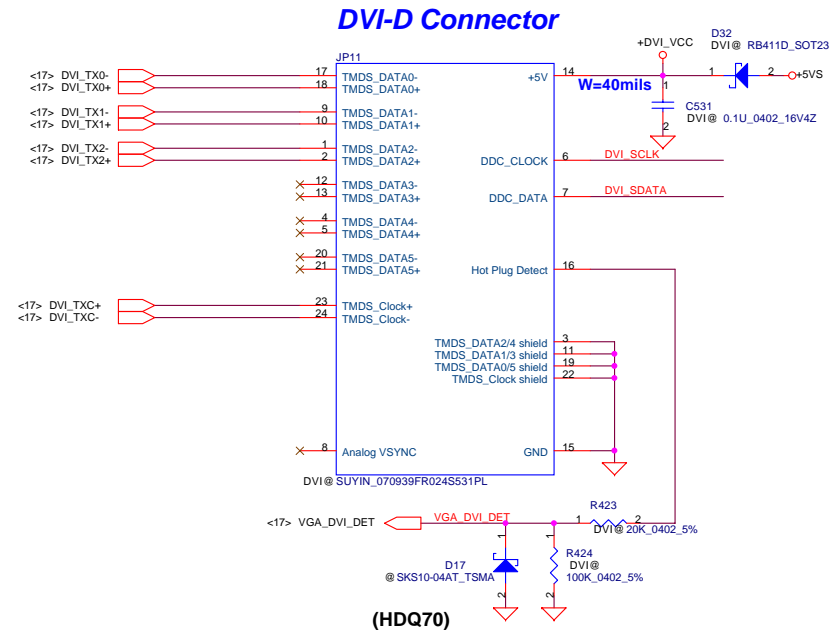 DVI-D Connector
JP11
<17> DVI_TX0- 17 TMDS_DATA0-
<17> DVI_TX0+ 18 TMDS_DATA0+
<17> DVI_TX1- 9 TMDS_DATA1-
<17> DVI_TX1+ 10 TMDS_DATA1+
<17> DVI_TX2- 1 TMDS_DATA2-
<17> DVI_TX2+ 2 TMDS_DATA2+
12 TMDS_DATA3-
13 TMDS_DATA3+
4 TMDS_DATA4-
5 TMDS_DATA4+
20 TMDS_DATA5-
21 TMDS_DATA5+
<17> DVI_TXC+ 23 TMDS_Clock+
<17> DVI_TXC- 24 TMDS_Clock-
8 Analog VSYNC
+5V 14
W=40mils
+DVI_VCC
D32
DVI@ RB411D_SOT23
1 2 +5VS
1
C531
DVI@ 0.1U_0402_16V4Z
2
DDC_CLOCK 6 DVI_SCLK
DDC_DATA 7 DVI_SDATA
Hot Plug Detect 16
TMDS_DATA2/4 shield 3
TMDS_DATA1/3 shield 11
TMDS_DATA0/5 shield 19
TMDS_Clock shield 22
GND 15
DVI@ SUYIN_070939FR024S531PL
<17> VGA_DVI_DET VGA_DVI_DET
R423
1 2
DVI@ 20K_0402_5%
1
D17
@ SKS10-04AT_TSMA
2
1
R424
DVI@
100K_0402_5%
2
(HDQ70)